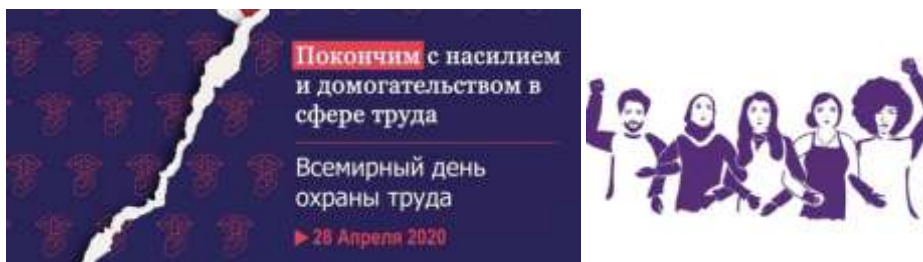 Покончим с насилием
и домогательством в
сфере труда
Всемирный день
охраны труда
28 Апреля 2020